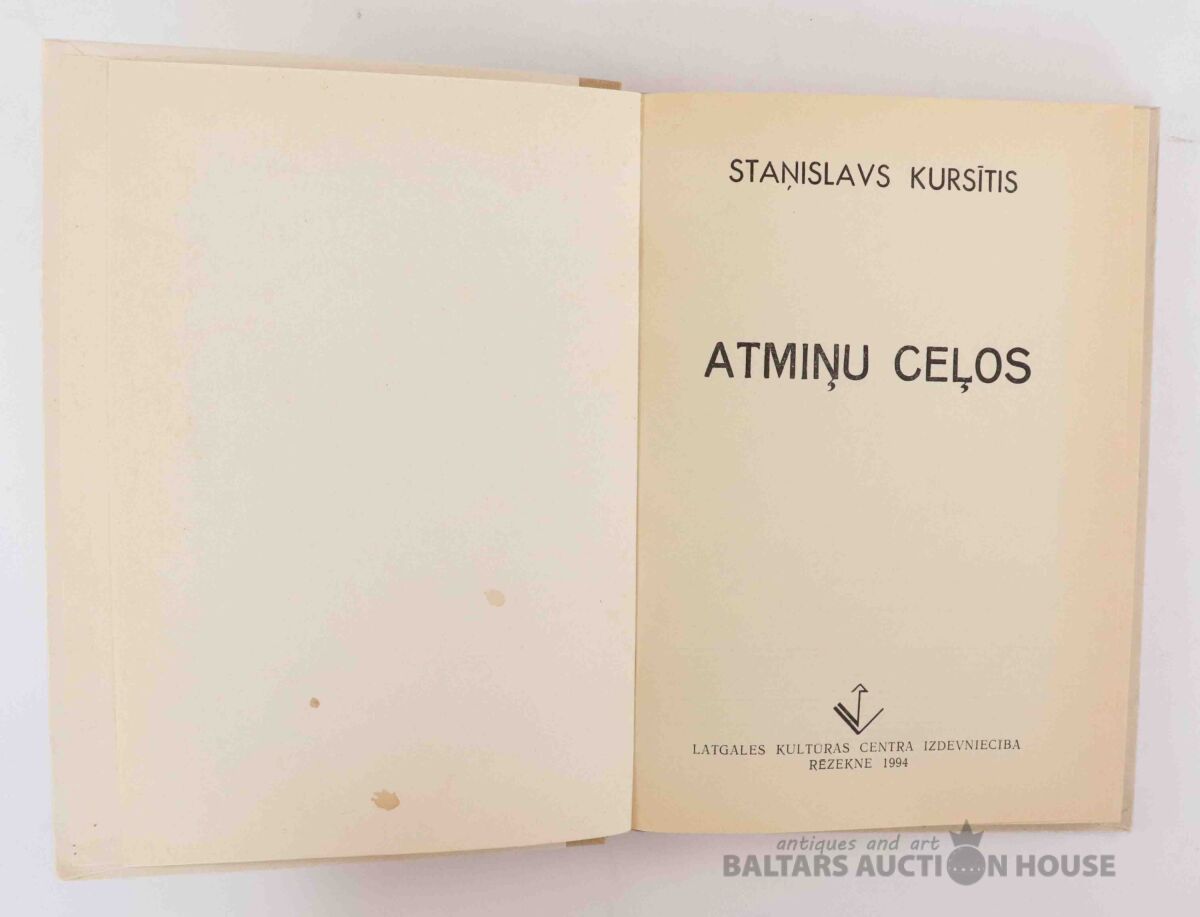 STAŅISLAVS KURSĪTIS
ATMIŅU CEĻOS
LATGALES KULTŪRAS CENTRA IZDEVNIECĪBA
RĒZEKNE 1994
antiques and art
BALTARS AUCTION HOUSE